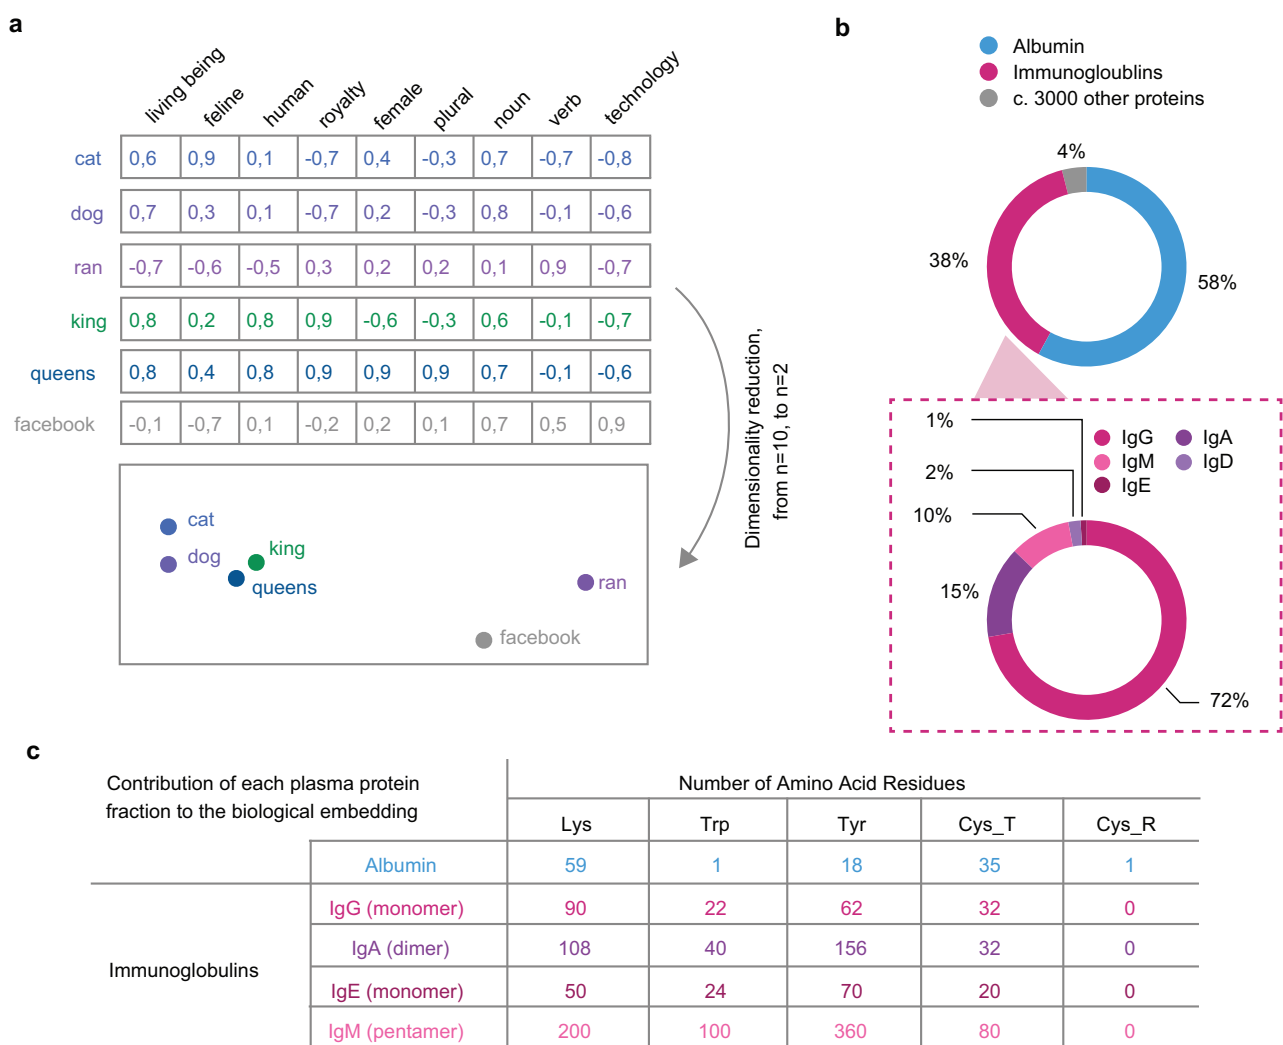 a
living being feline human royalty female plural noun verb technology
cat 0,6 0,9 0,1 -0,7 0,4 -0,3 0,7 -0,7 -0,8
dog 0,7 0,3 0,1 -0,7 0,2 -0,3 0,8 -0,1 -0,6
ran -0,7 -0,6 -0,5 0,3 0,2 0,2 0,1 0,9 -0,7
king 0,8 0,2 0,8 0,9 -0,6 -0,3 0,6 -0,1 -0,7
queens 0,8 0,4 0,8 0,9 0,9 0,9 0,7 -0,1 -0,6
facebook -0,1 -0,7 0,1 -0,2 0,2 0,1 0,7 0,5 0,9
Dimensionality reduction,
from n=10, to n=2
cat
dog
king
queens
ran
facebook
b
Albumin
Immunogloublins
c. 3000 other proteins
4%
38%
58%
1%
2%
10%
15%
72%
IgG IgA
IgM IgD
IgE
c
Contribution of each plasma protein
fraction to the biological embedding
Number of Amino Acid Residues
Lys Trp Tyr Cys_T Cys_R
Albumin 59 1 18 35 1
Immunoglobulins
IgG (monomer) 90 22 62 32 0
IgA (dimer) 108 40 156 32 0
IgE (monomer) 50 24 70 20 0
IgM (pentamer) 200 100 360 80 0